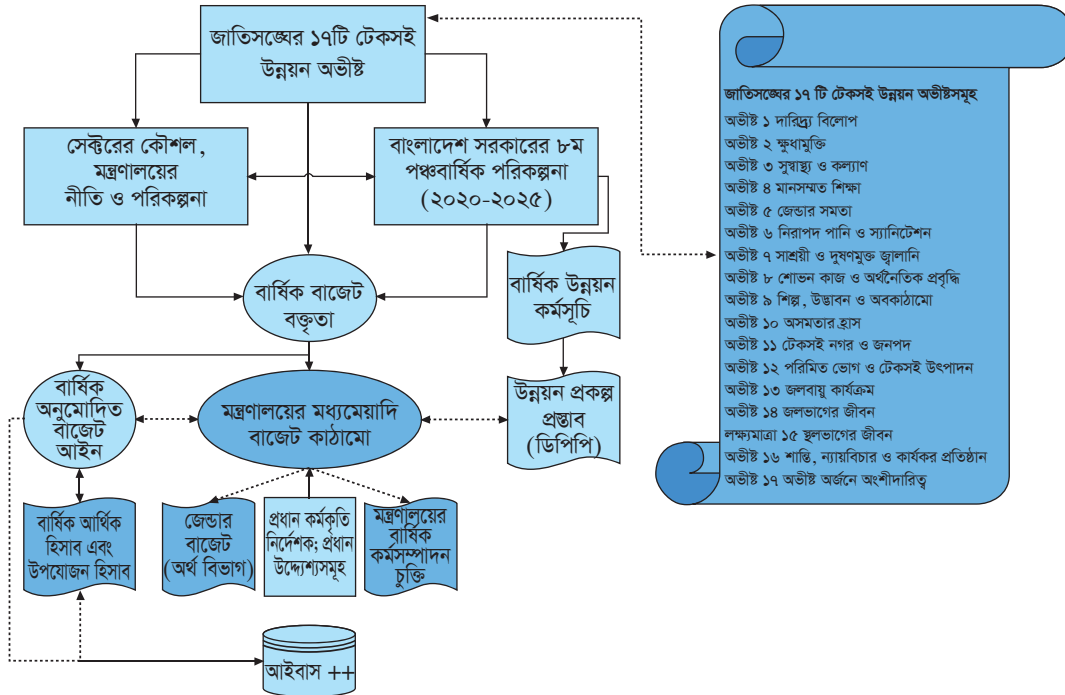 জাতিসঙ্ঘের ১৭টি টেকসই
উন্নয়ন অভীষ্ট
সেক্টরের কৌশল,
মন্ত্রণালয়ের
নীতি ও পরিকল্পনা
বাংলাদেশ সরকারের ৮ম
পঞ্চবার্ষিক পরিকল্পনা
(২০২০-২০২৫)
বার্ষিক বাজেট
বক্তৃতা
বার্ষিক উন্নয়ন
কর্মসূচি
বার্ষিক
অনুমোদিত
বাজেট
আইন
মন্ত্রণালয়ের মধ্যমেয়াদি
বাজেট কাঠামো
উন্নয়ন প্রকল্প
প্রস্তাব
(ডিপিপি)
বার্ষিক আর্থিক
হিসাব এবং
উপযোজন হিসাব
জেন্ডার
বাজেট
(অর্থ বিভাগ)
প্রধান কর্মকৃতি
নির্দেশক; প্রধান
উদ্দ্যেশ্যসমূহ
মন্ত্রণালয়ের
বার্ষিক
কর্মসম্পাদন
চুক্তি
আইবাস ++
জাতিসঙ্ঘের ১৭ টি টেকসই উন্নয়ন অভীষ্টসমূহ
অভীষ্ট ১ দারিদ্র্য বিলোপ
অভীষ্ট ২ ক্ষুধামুক্তি
অভীষ্ট ৩ সুস্বাস্থ্য ও কল্যাণ
অভীষ্ট ৪ মানসম্মত শিক্ষা
অভীষ্ট ৫ জেন্ডার সমতা
অভীষ্ট ৬ নিরাপদ পানি ও স্যানিটেশন
অভীষ্ট ৭ সাশ্রয়ী ও দুষণমুক্ত জ্বালানি
অভীষ্ট ৮ শোভন কাজ ও অর্থনৈতিক প্রবৃদ্ধি
অভীষ্ট ৯ শিল্প, উদ্ভাবন ও অবকাঠামো
অভীষ্ট ১০ অসমতার হ্রাস
অভীষ্ট ১১ টেকসই নগর ও জনপদ
অভীষ্ট ১২ পরিমিত ভোগ ও টেকসই উৎপাদন
অভীষ্ট ১৩ জলবায়ু কার্যক্রম
অভীষ্ট ১৪ জলভাগের জীবন
লক্ষ্যমাত্রা ১৫ স্থলভাগের জীবন
অভীষ্ট ১৬ শান্তি, ন্যায়বিচার ও কার্যকর প্রতিষ্ঠান
অভীষ্ট ১৭ অভীষ্ট অর্জনে অংশীদারিত্ব